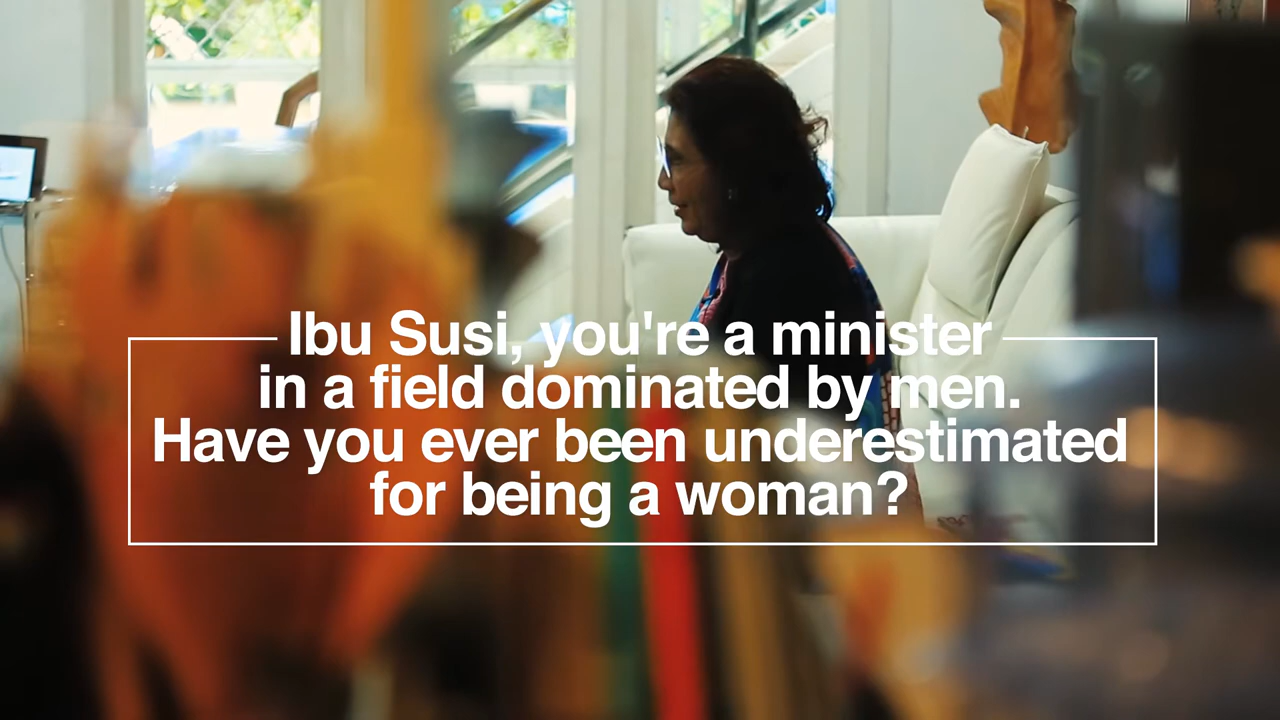 Ibu Susi, you're a minister
in a field dominated by men.
Have you ever been underestimated
for being a woman?